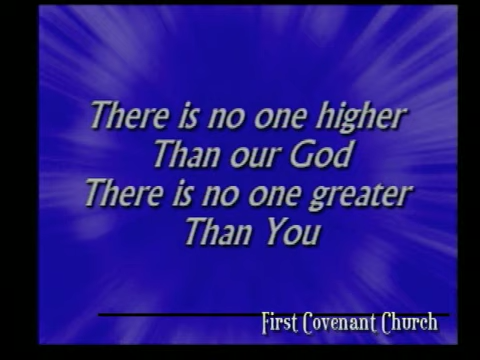 There is no one higher
Than our God
There is no one greater
Than You
First Covenant Church